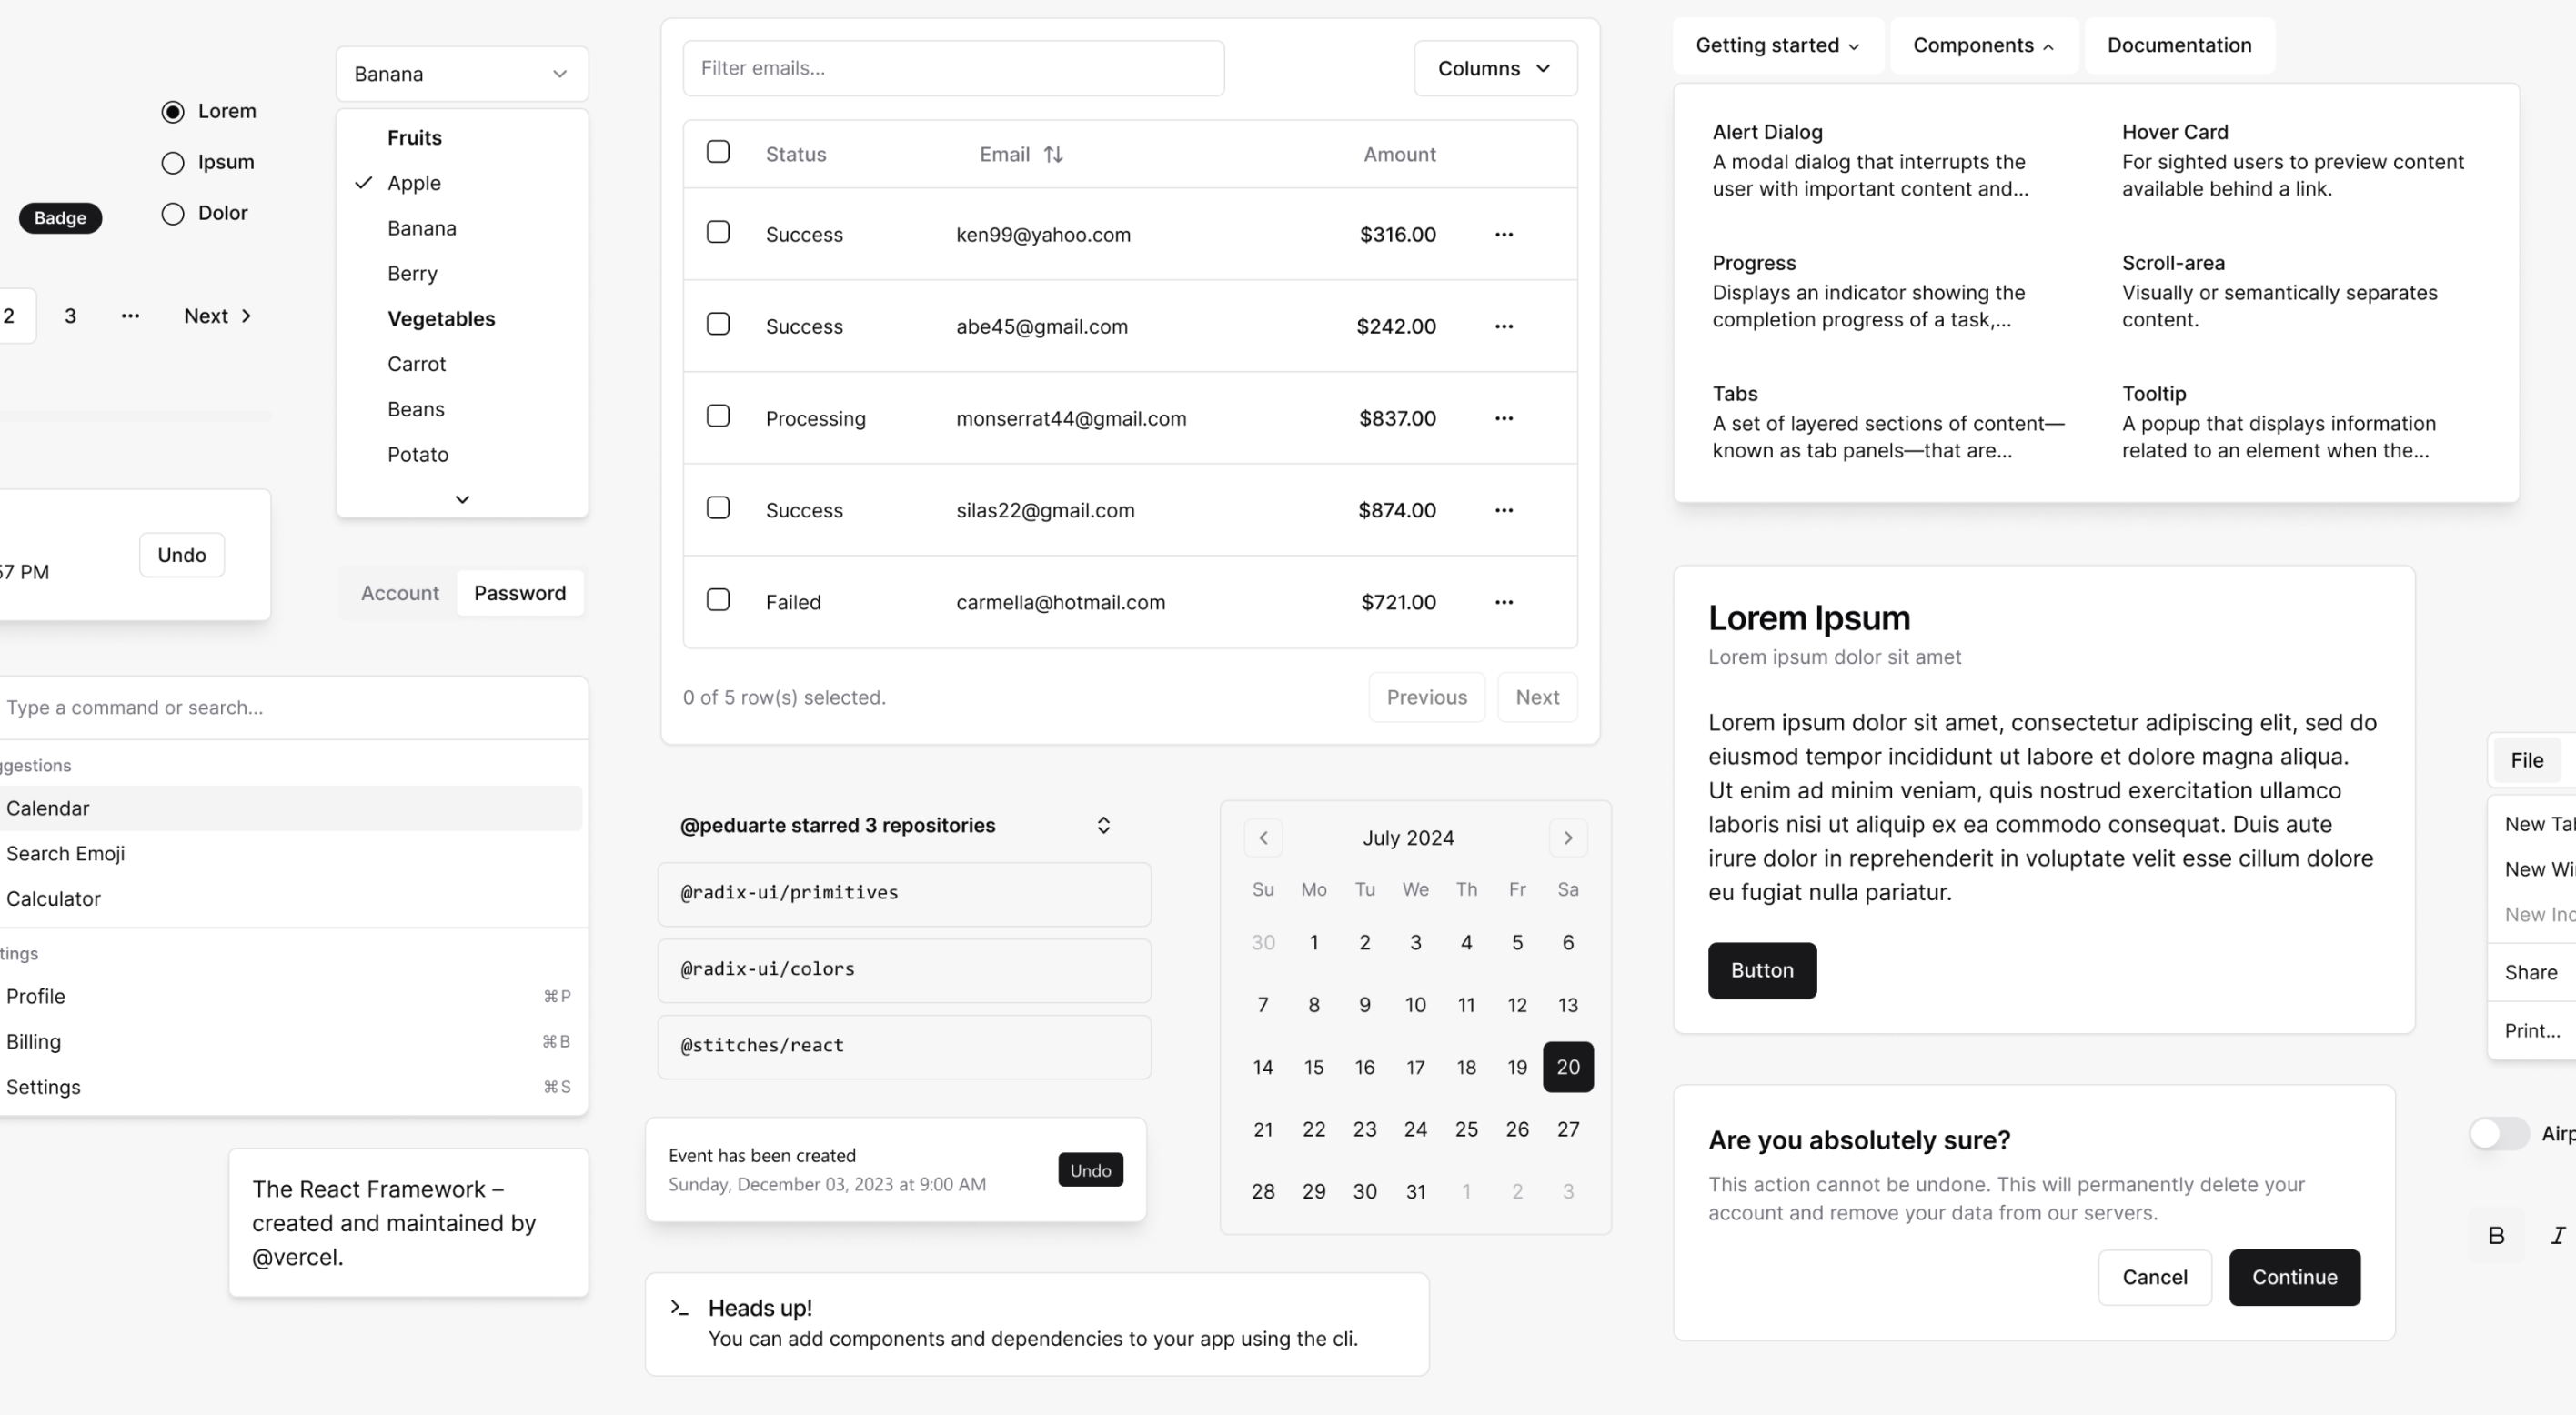 Badge
Lorem
Ipsum
Dolor
2 3 ... Next
57 PM
Undo
Banana
Fruits
Apple
Banana
Berry
Vegetables
Carrot
Beans
Potato
Account Password
Type a command or search...
ggestions
Calendar
Search Emoji
Calculator
tings
Profile ⌘P
Billing ⌘B
Settings ⌘S
The React Framework –
created and maintained by
@vercel.
Filter emails...
Columns
Status Email Amount
Success ken99@yahoo.com $316.00 ...
Success abe45@gmail.com $242.00 ...
Processing monserrat44@gmail.com $837.00 ...
Success silas22@gmail.com $874.00 ...
Failed carmella@hotmail.com $721.00 ...
0 of 5 row(s) selected.
Previous Next
@peduarte starred 3 repositories
@radix-ui/primitives
@radix-ui/colors
@stitches/react
Event has been created
Sunday, December 03, 2023 at 9:00 AM
Undo
July 2024
Su Mo Tu We Th Fr Sa
30 1 2 3 4 5 6
7 8 9 10 11 12 13
14 15 16 17 18 19 20
21 22 23 24 25 26 27
28 29 30 31 1 2 3
Heads up!
You can add components and dependencies to your app using the cli.
Getting started Components Documentation
Alert Dialog
A modal dialog that interrupts the
user with important content and...
Hover Card
For sighted users to preview content
available behind a link.
Progress
Displays an indicator showing the
completion progress of a task,...
Scroll-area
Visually or semantically separates
content.
Tabs
A set of layered sections of content—
known as tab panels—that are...
Tooltip
A popup that displays information
related to an element when the...
Lorem Ipsum
Lorem ipsum dolor sit amet
Lorem ipsum dolor sit amet, consectetur adipiscing elit, sed do
eiusmod tempor incididunt ut labore et dolore magna aliqua.
Ut enim ad minim veniam, quis nostrud exercitation ullamco
laboris nisi ut aliquip ex ea commodo consequat. Duis aute
irure dolor in reprehenderit in voluptate velit esse cillum dolore
eu fugiat nulla pariatur.
Button
Are you absolutely sure?
This action cannot be undone. This will permanently delete your
account and remove your data from our servers.
Cancel Continue
File
New Ta
New Wi
New Inc
Share
Print...
Airp
B I